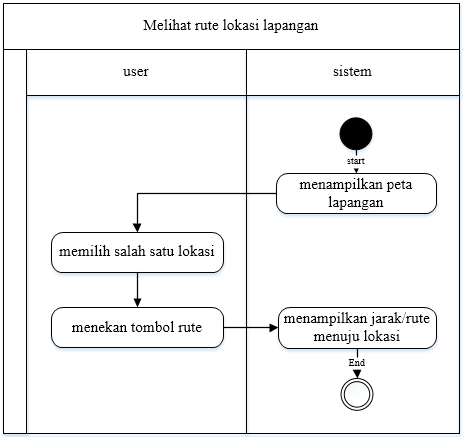 Melihat rute lokasi lapangan
user
sistem
start
menampilkan peta
lapangan
memilih salah satu lokasi
menekan tombol rute
menampilkan jarak/rute
menuju lokasi
End